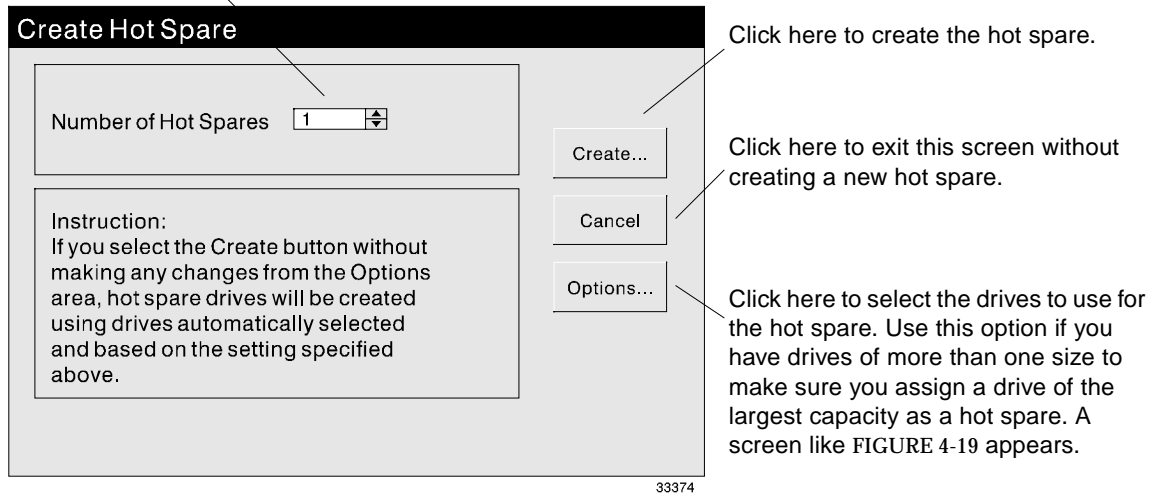 Create Hot Spare
Number of Hot Spares 1
Instruction:
If you select the Create button without
making any changes from the Options
area, hot spare drives will be created
using drives automatically selected
and based on the setting specified
above.
Create...
Cancel
Options...
Click here to create the hot spare.
Click here to exit this screen without
creating a new hot spare.
Click here to select the drives to use for
the hot spare. Use this option if you
have drives of more than one size to
make sure you assign a drive of the
largest capacity as a hot spare. A
screen like FIGURE 4-19 appears.
33374